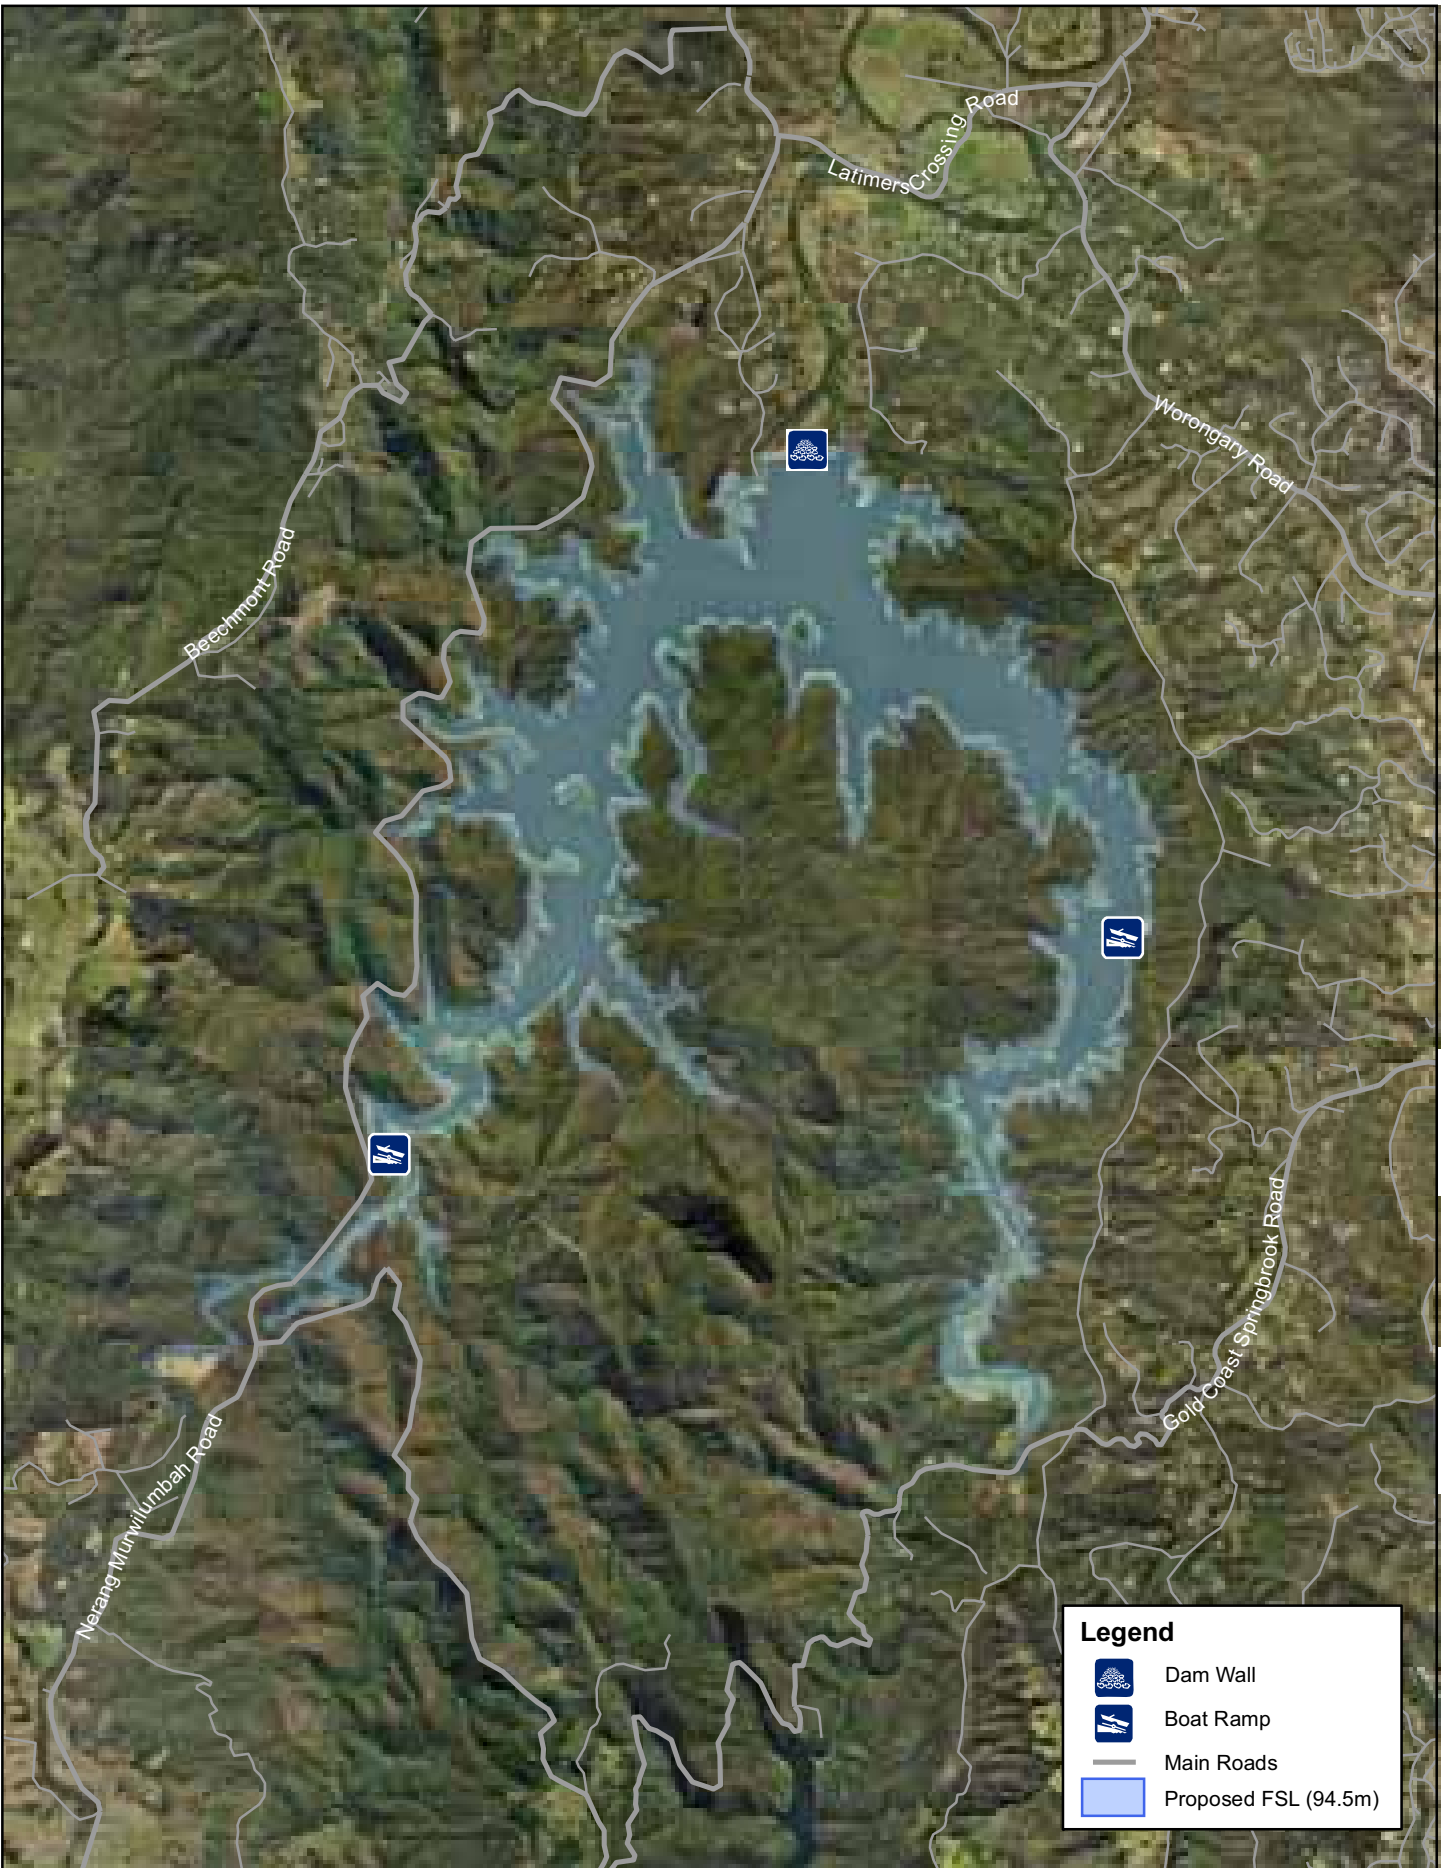 Latimers Crossing Road
Worongary Road
Beechmont Road
Gold Coast Springbrook Road
Nerang Murwilumbah Road
Legend
Dam Wall
Boat Ramp
Main Roads
Proposed FSL (94.5m)